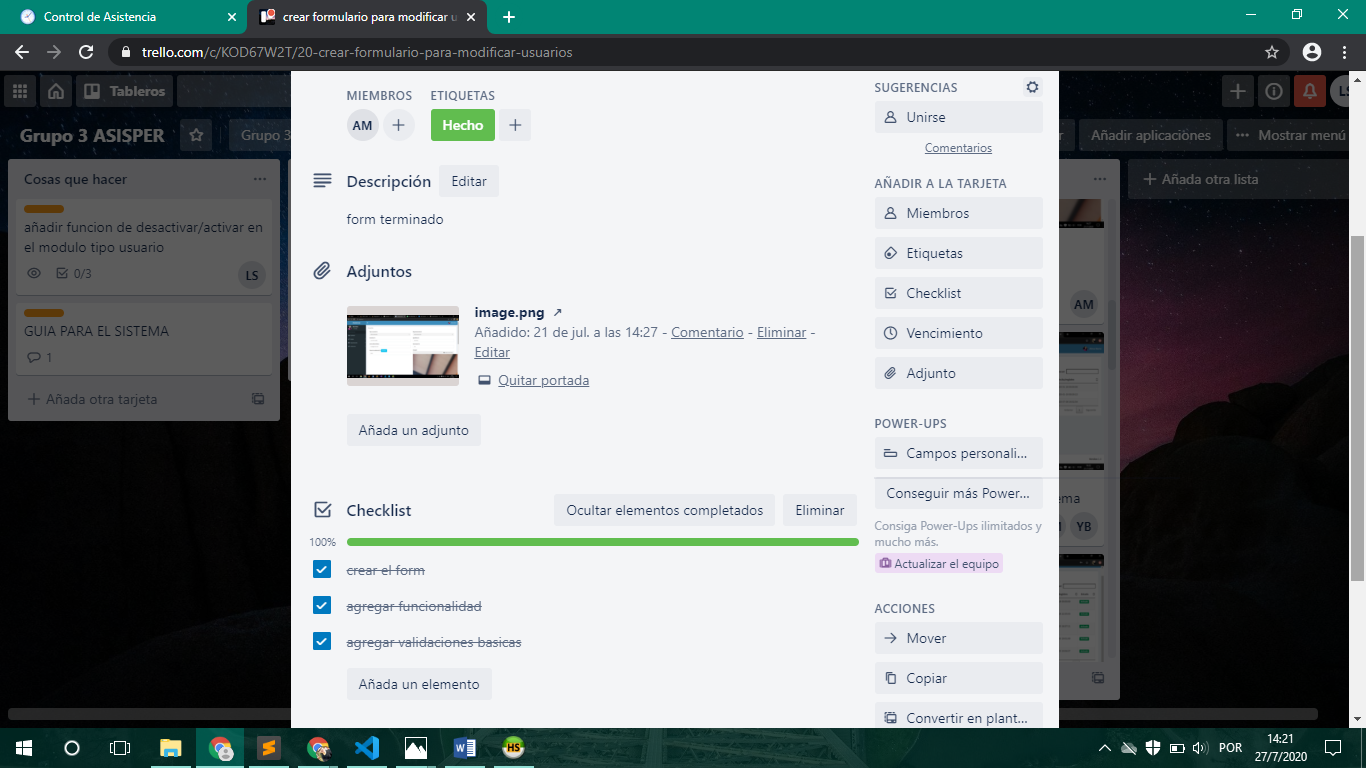 Control de Asistencia
crear formulario para modificar u
trello.com/c/KOD67W2T/20-crear-formulario-para-modificar-usuarios
Tableros
LS
Grupo 3 ASISPER
Grupo 3
Añadir aplicaciones
Mostrar menú
Cosas que hacer
añadir funcion de desactivar/activar en
el modulo tipo usuario
0/3
LS
GUIA PARA EL SISTEMA
1
Añada otra tarjeta
MIEMBROS
ETIQUETAS
AM
Hecho
Descripción
Editar
form terminado
Adjuntos
image.png
Añadido: 21 de jul. a las 14:27 - Comentario - Eliminar -
Editar
Quitar portada
Añada un adjunto
Checklist
Ocultar elementos completados
Eliminar
100%
crear el form
agregar funcionalidad
agregar validaciones basicas
Añada un elemento
SUGERENCIAS
Unirse
Comentarios
AÑADIR A LA TARJETA
Miembros
Etiquetas
Checklist
Vencimiento
Adjunto
POWER-UPS
Campos personali...
Conseguir más Power...
Consiga Power-Ups ilimitados y
mucho más.
Actualizar el equipo
ACCIONES
Mover
Copiar
Convertir en plant...
Añada otra lista
AM
YB
HS
POR
14:21
27/7/2020